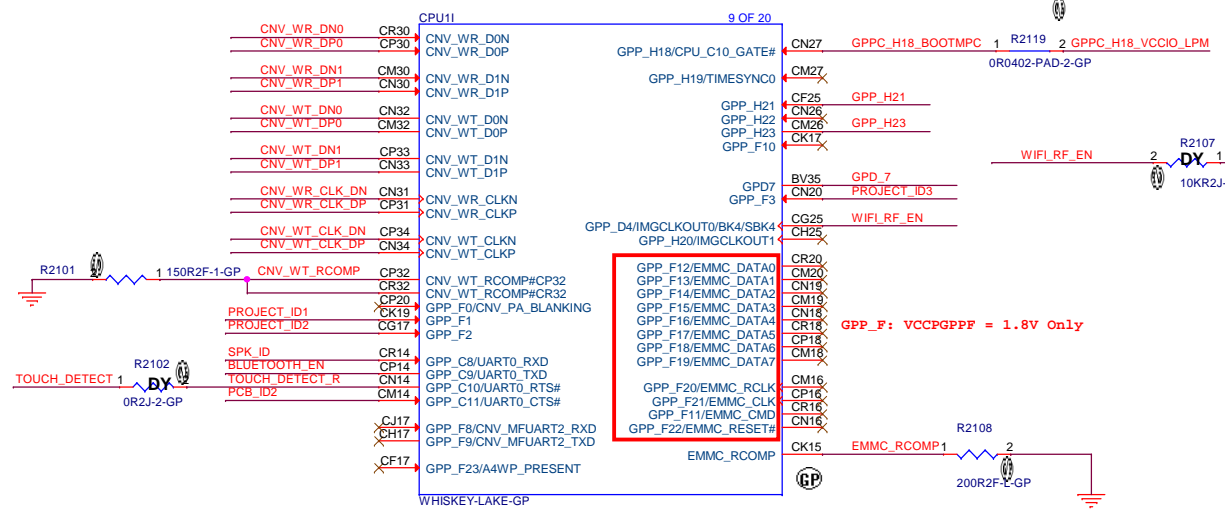 CPU1I
9 OF 20
CNV_WR_DN0 CR30 CNV_WR_D0N
CNV_WR_DP0 CP30 CNV_WR_D0P
CNV_WR_DN1 CM30 CNV_WR_D1N
CNV_WR_DP1 CN30 CNV_WR_D1P
CNV_WT_DN0 CN32 CNV_WT_D0N
CNV_WT_DP0 CM32 CNV_WT_D0P
CNV_WT_DN1 CP33 CNV_WT_D1N
CNV_WT_DP1 CN33 CNV_WT_D1P
CNV_WR_CLK_DN CN31 CNV_WR_CLKN
CNV_WR_CLK_DP CP31 CNV_WR_CLKP
CNV_WT_CLK_DN CP34 CNV_WT_CLKN
CNV_WT_CLK_DP CN34 CNV_WT_CLKP
R2101 1 150R2F-1-GP CNV_WT_RCOMP CP32 CNV_WT_RCOMP#CP32
CR32 CNV_WT_RCOMP#CR32
CP20 GPP_F0/CNV_PA_BLANKING
PROJECT_ID1 CK19 GPP_F1
PROJECT_ID2 CG17 GPP_F2
SPK_ID CR14 GPP_C8/UART0_RXD
BLUETOOTH_EN CP14 GPP_C9/UART0_TXD
TOUCH_DETECT 1 R2102 DY 2 TOUCH_DETECT_R CN14 GPP_C10/UART0_RTS#
0R2J-2-GP
PCB_ID2 CM14 GPP_C11/UART0_CTS#
CJ17 GPP_F8/CNV_MFUART2_RXD
CH17 GPP_F9/CNV_MFUART2_TXD
CF17 GPP_F23/A4WP_PRESENT
WHISKEY-LAKE-GP
GPP_H18/CPU_C10_GATE# CN27 GPPC_H18_BOOTMPC 1 R2119 2 GPPC_H18_VCCIO_LPM
0R0402-PAD-2-GP
GPP_H19/TIMESYNC0 CM27
GPP_H21 CF25 GPP_H21
GPP_H22 CN26
GPP_H23 CM26 GPP_H23
GPP_F10 CK17
WIFI_RF_EN 2 DY 1 R2107
10KR2J-
GPD7 BV35 GPD_7
GPP_F3 CN20 PROJECT_ID3
GPP_D4/IMGCLKOUT0/BK4/SBK4 CG25 WIFI_RF_EN
GPP_H20/IMGCLKOUT1 CH25
GPP_F12/EMMC_DATA0 CR20
GPP_F13/EMMC_DATA1 CM20
GPP_F14/EMMC_DATA2 CN19
GPP_F15/EMMC_DATA3 CM19
GPP_F16/EMMC_DATA4 CN18
GPP_F17/EMMC_DATA5 CR18
GPP_F18/EMMC_DATA6 CP18
GPP_F19/EMMC_DATA7 CM18
GPP_F: VCCPGPPF = 1.8V Only
GPP_F20/EMMC_RCLK CM16
GPP_F21/EMMC_CLK CP16
GPP_F11/EMMC_CMD CR16
GPP_F22/EMMC_RESET# CN16
EMMC_RCOMP CK15 EMMC_RCOMP 1 R2108 2
200R2F-L-GP
GP